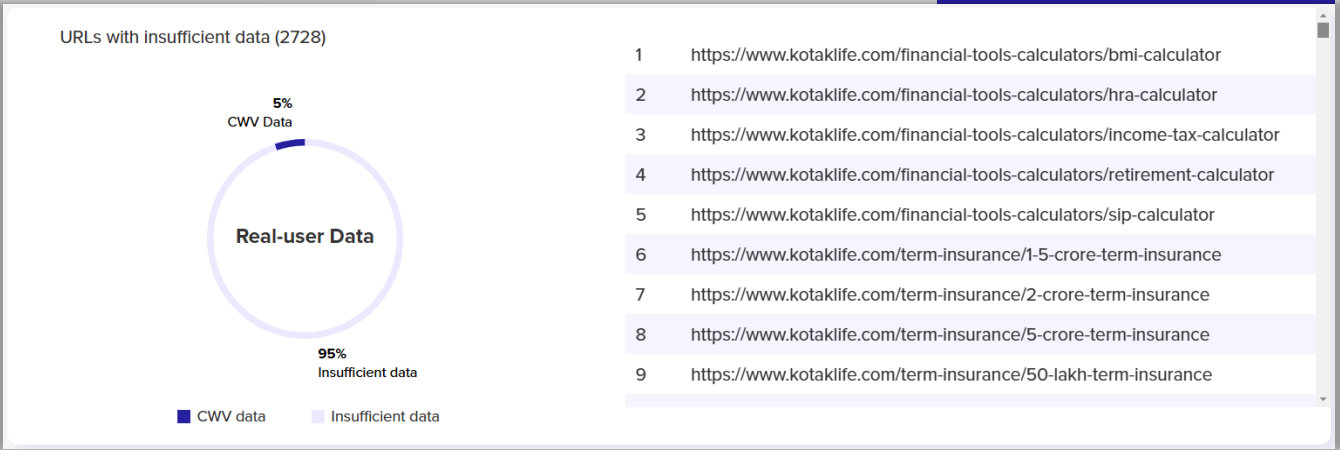 URLs with insufficient data (2728)
5%
CWV Data
Real-user Data
95%
Insufficient data
CWV data
Insufficient data
1 https://www.kotaklife.com/financial-tools-calculators/bmi-calculator
2 https://www.kotaklife.com/financial-tools-calculators/hra-calculator
3 https://www.kotaklife.com/financial-tools-calculators/income-tax-calculator
4 https://www.kotaklife.com/financial-tools-calculators/retirement-calculator
5 https://www.kotaklife.com/financial-tools-calculators/sip-calculator
6 https://www.kotaklife.com/term-insurance/1-5-crore-term-insurance
7 https://www.kotaklife.com/term-insurance/2-crore-term-insurance
8 https://www.kotaklife.com/term-insurance/5-crore-term-insurance
9 https://www.kotaklife.com/term-insurance/50-lakh-term-insurance